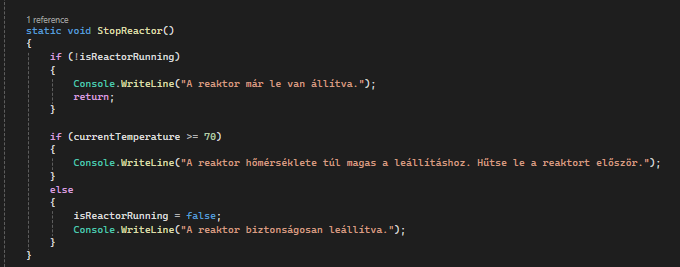 1 reference
static void StopReactor()
{
if (!isReactorRunning)
{
Console.WriteLine("A reaktor már le van állítva.");
return;
}
if (currentTemperature >= 70)
{
Console.WriteLine("A reaktor hőmérséklete túl magas a leállításhoz. Hűtse le a reaktort először.");
}
else
{
isReactorRunning = false;
Console.WriteLine("A reaktor biztonságosan leállítva.");
}
}